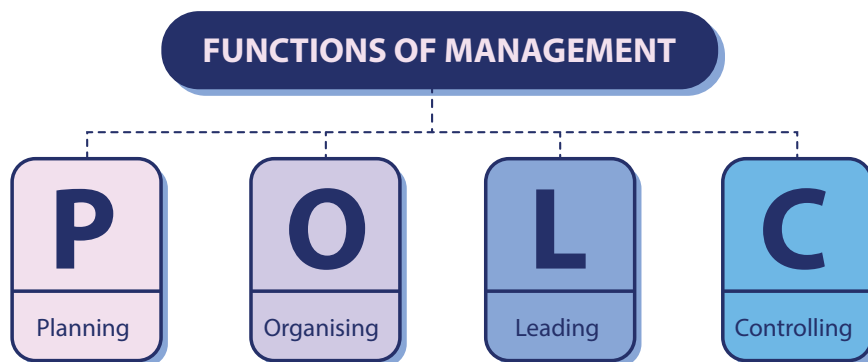 FUNCTIONS OF MANAGEMENT
P
Planning
O
Organising
L
Leading
C
Controlling